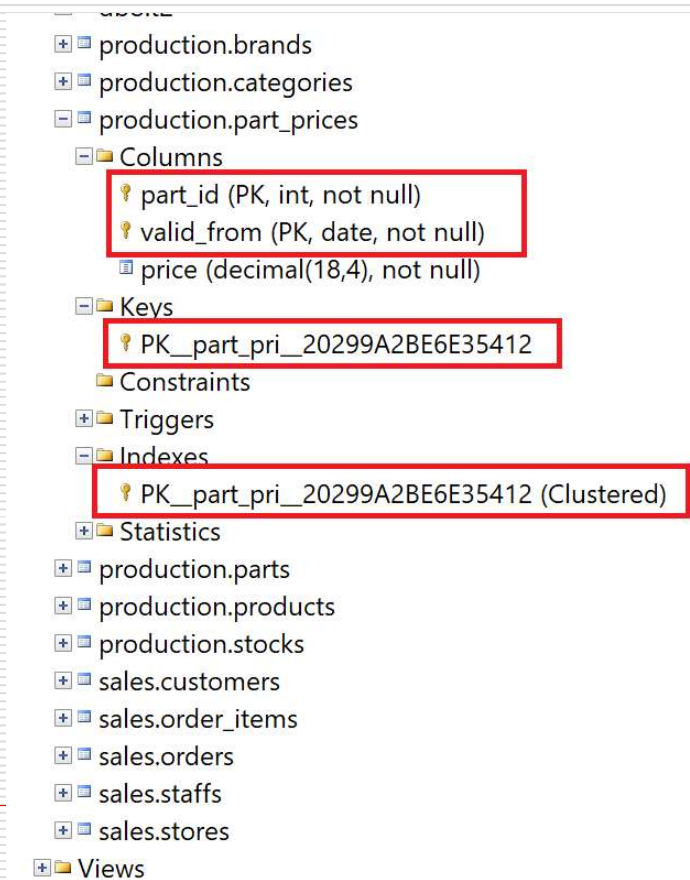 production.brands
production.categories
production.part_prices
Columns
part_id (PK, int, not null)
valid_from (PK, date, not null)
price (decimal(18,4), not null)
Keys
PK__part_pri__20299A2BE6E35412
Constraints
Triggers
Indexes
PK__part_pri__20299A2BE6E35412 (Clustered)
Statistics
production.parts
production.products
production.stocks
sales.customers
sales.order_items
sales.orders
sales.staffs
sales.stores
Views